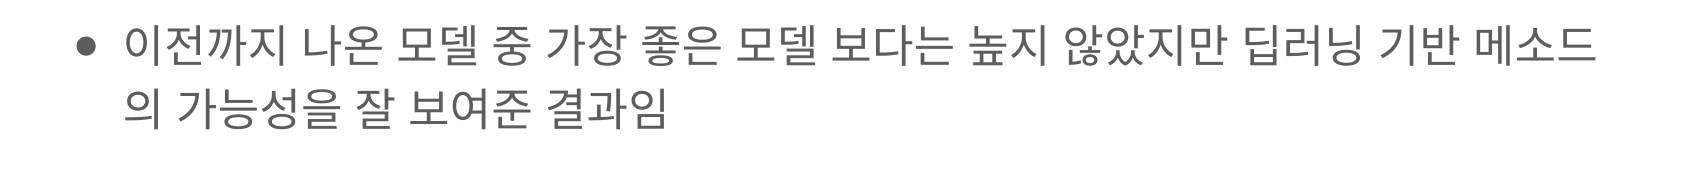 ● 이전까지 나온 모델 중 가장 좋은 모델 보다는 높지 않았지만 딥러닝 기반 메소드
의 가능성을 잘 보여준 결과임